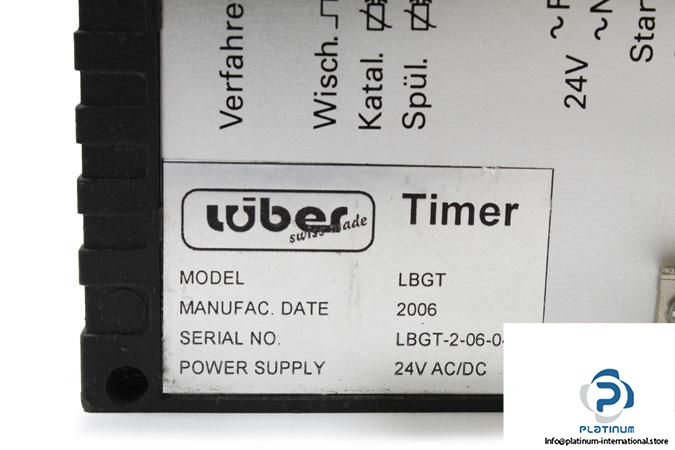 Verfahre
Wisch.
Katal.
Spül.
24V ~
~N
Star
lüber
swiss made
Timer
MODEL LBGT
MANUFAC. DATE 2006
SERIAL NO. LBGT-2-06-0
POWER SUPPLY 24V AC/DC
PLATINUM
Info@platinum-international.store